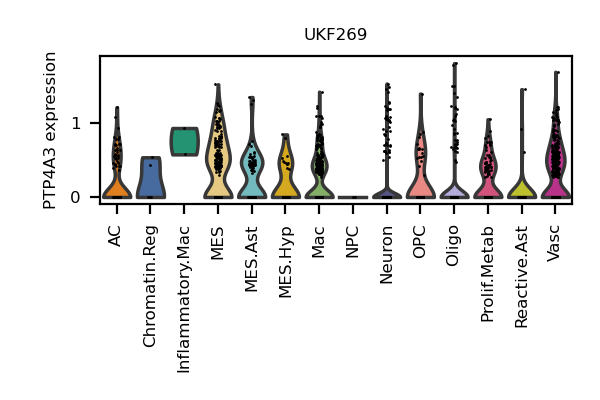 UKF269
PTP4A3 expression
1
0
AC
Chromatin.Reg
Inflammatory.Mac
MES
MES.Ast
MES.Hyp
Mac
NPC
Neuron
OPC
Oligo
Prolif.Metab
Reactive.Ast
Vasc